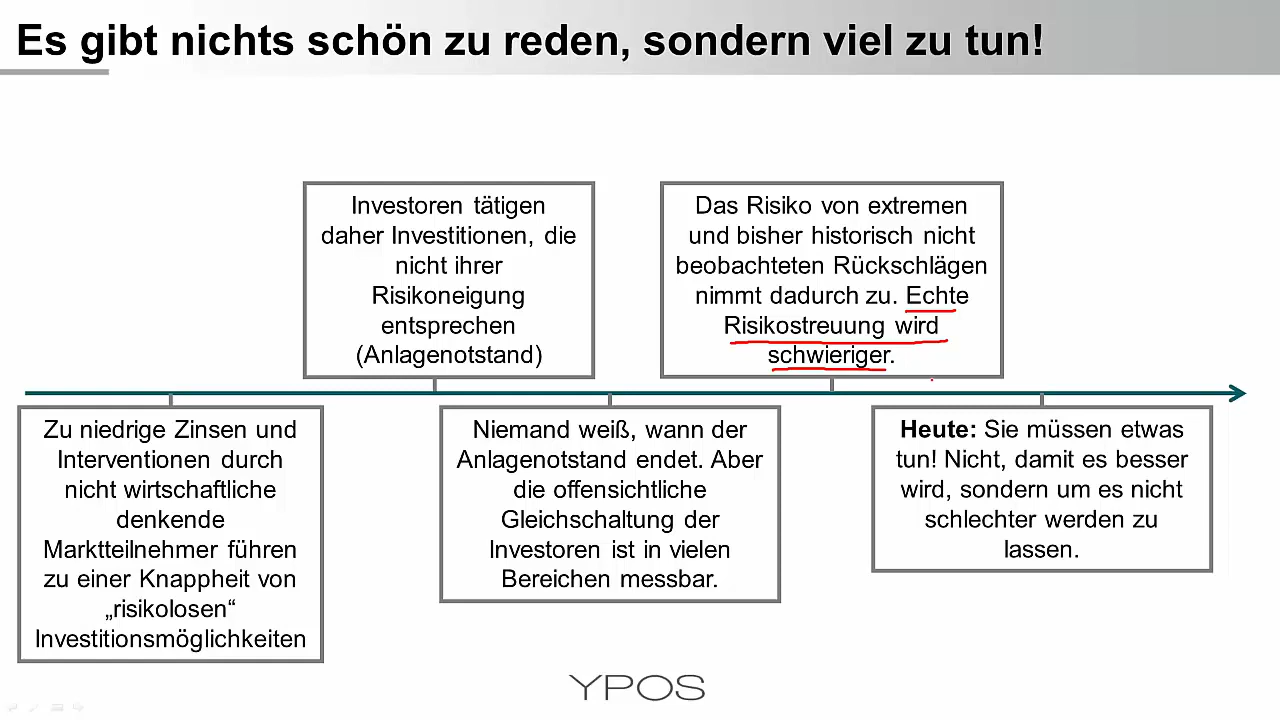 Es gibt nichts schön zu reden, sondern viel zu tun!
Zu niedrige Zinsen und
Interventionen durch
nicht wirtschaftliche
denkende
Marktteilnehmer führen
zu einer Knappheit von
„risikolosen“
Investitionsmöglichkeiten
Investoren tätigen
daher Investitionen, die
nicht ihrer
Risikoneigung
entsprechen
(Anlagenotstand)
Niemand weiß, wann der
Anlagenotstand endet. Aber
die offensichtliche
Gleichschaltung der
Investoren ist in vielen
Bereichen messbar.
Das Risiko von extremen
und bisher historisch nicht
beobachteten Rückschlägen
nimmt dadurch zu. Echte
Risikostreuung wird
schwieriger.
Heute: Sie müssen etwas
tun! Nicht, damit es besser
wird, sondern um es nicht
schlechter werden zu
lassen.
YPOS